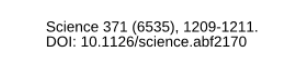 Science 371 (6535), 1209-1211.
DOI: 10.1126/science.abf2170